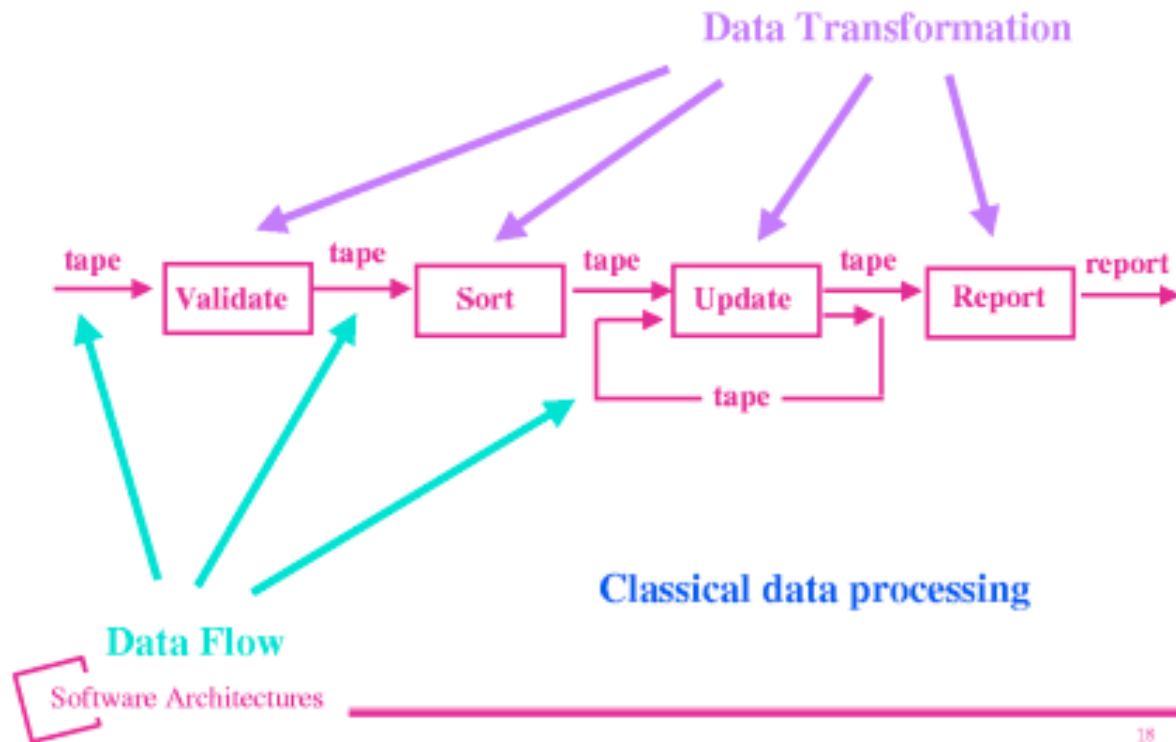 Data Transformation
tape
Validate
tape
Sort
tape
Update
tape
Report
report
tape
Classical data processing
Data Flow
Software Architectures
18